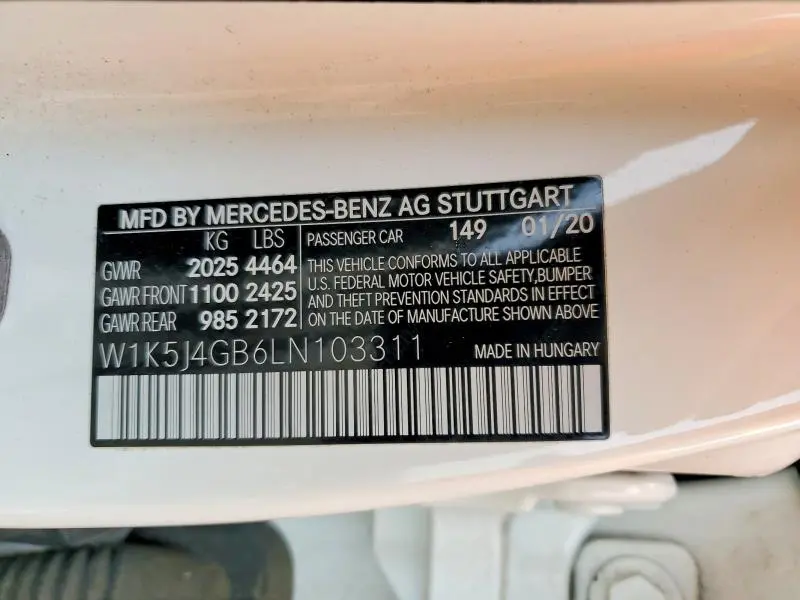 MFD BY MERCEDES-BENZ AG STUTTGART
KG LBS PASSENGER CAR 149 01/20
GVWR 2025 4464
GAWR FRONT 1100 2425
GAWR REAR 985 2172
THIS VEHICLE CONFORMS TO ALL APPLICABLE
U.S. FEDERAL MOTOR VEHICLE SAFETY,BUMPER
AND THEFT PREVENTION STANDARDS IN EFFECT
ON THE DATE OF MANUFACTURE SHOWN ABOVE
W1K5J4GB6LN103311 MADE IN HUNGARY